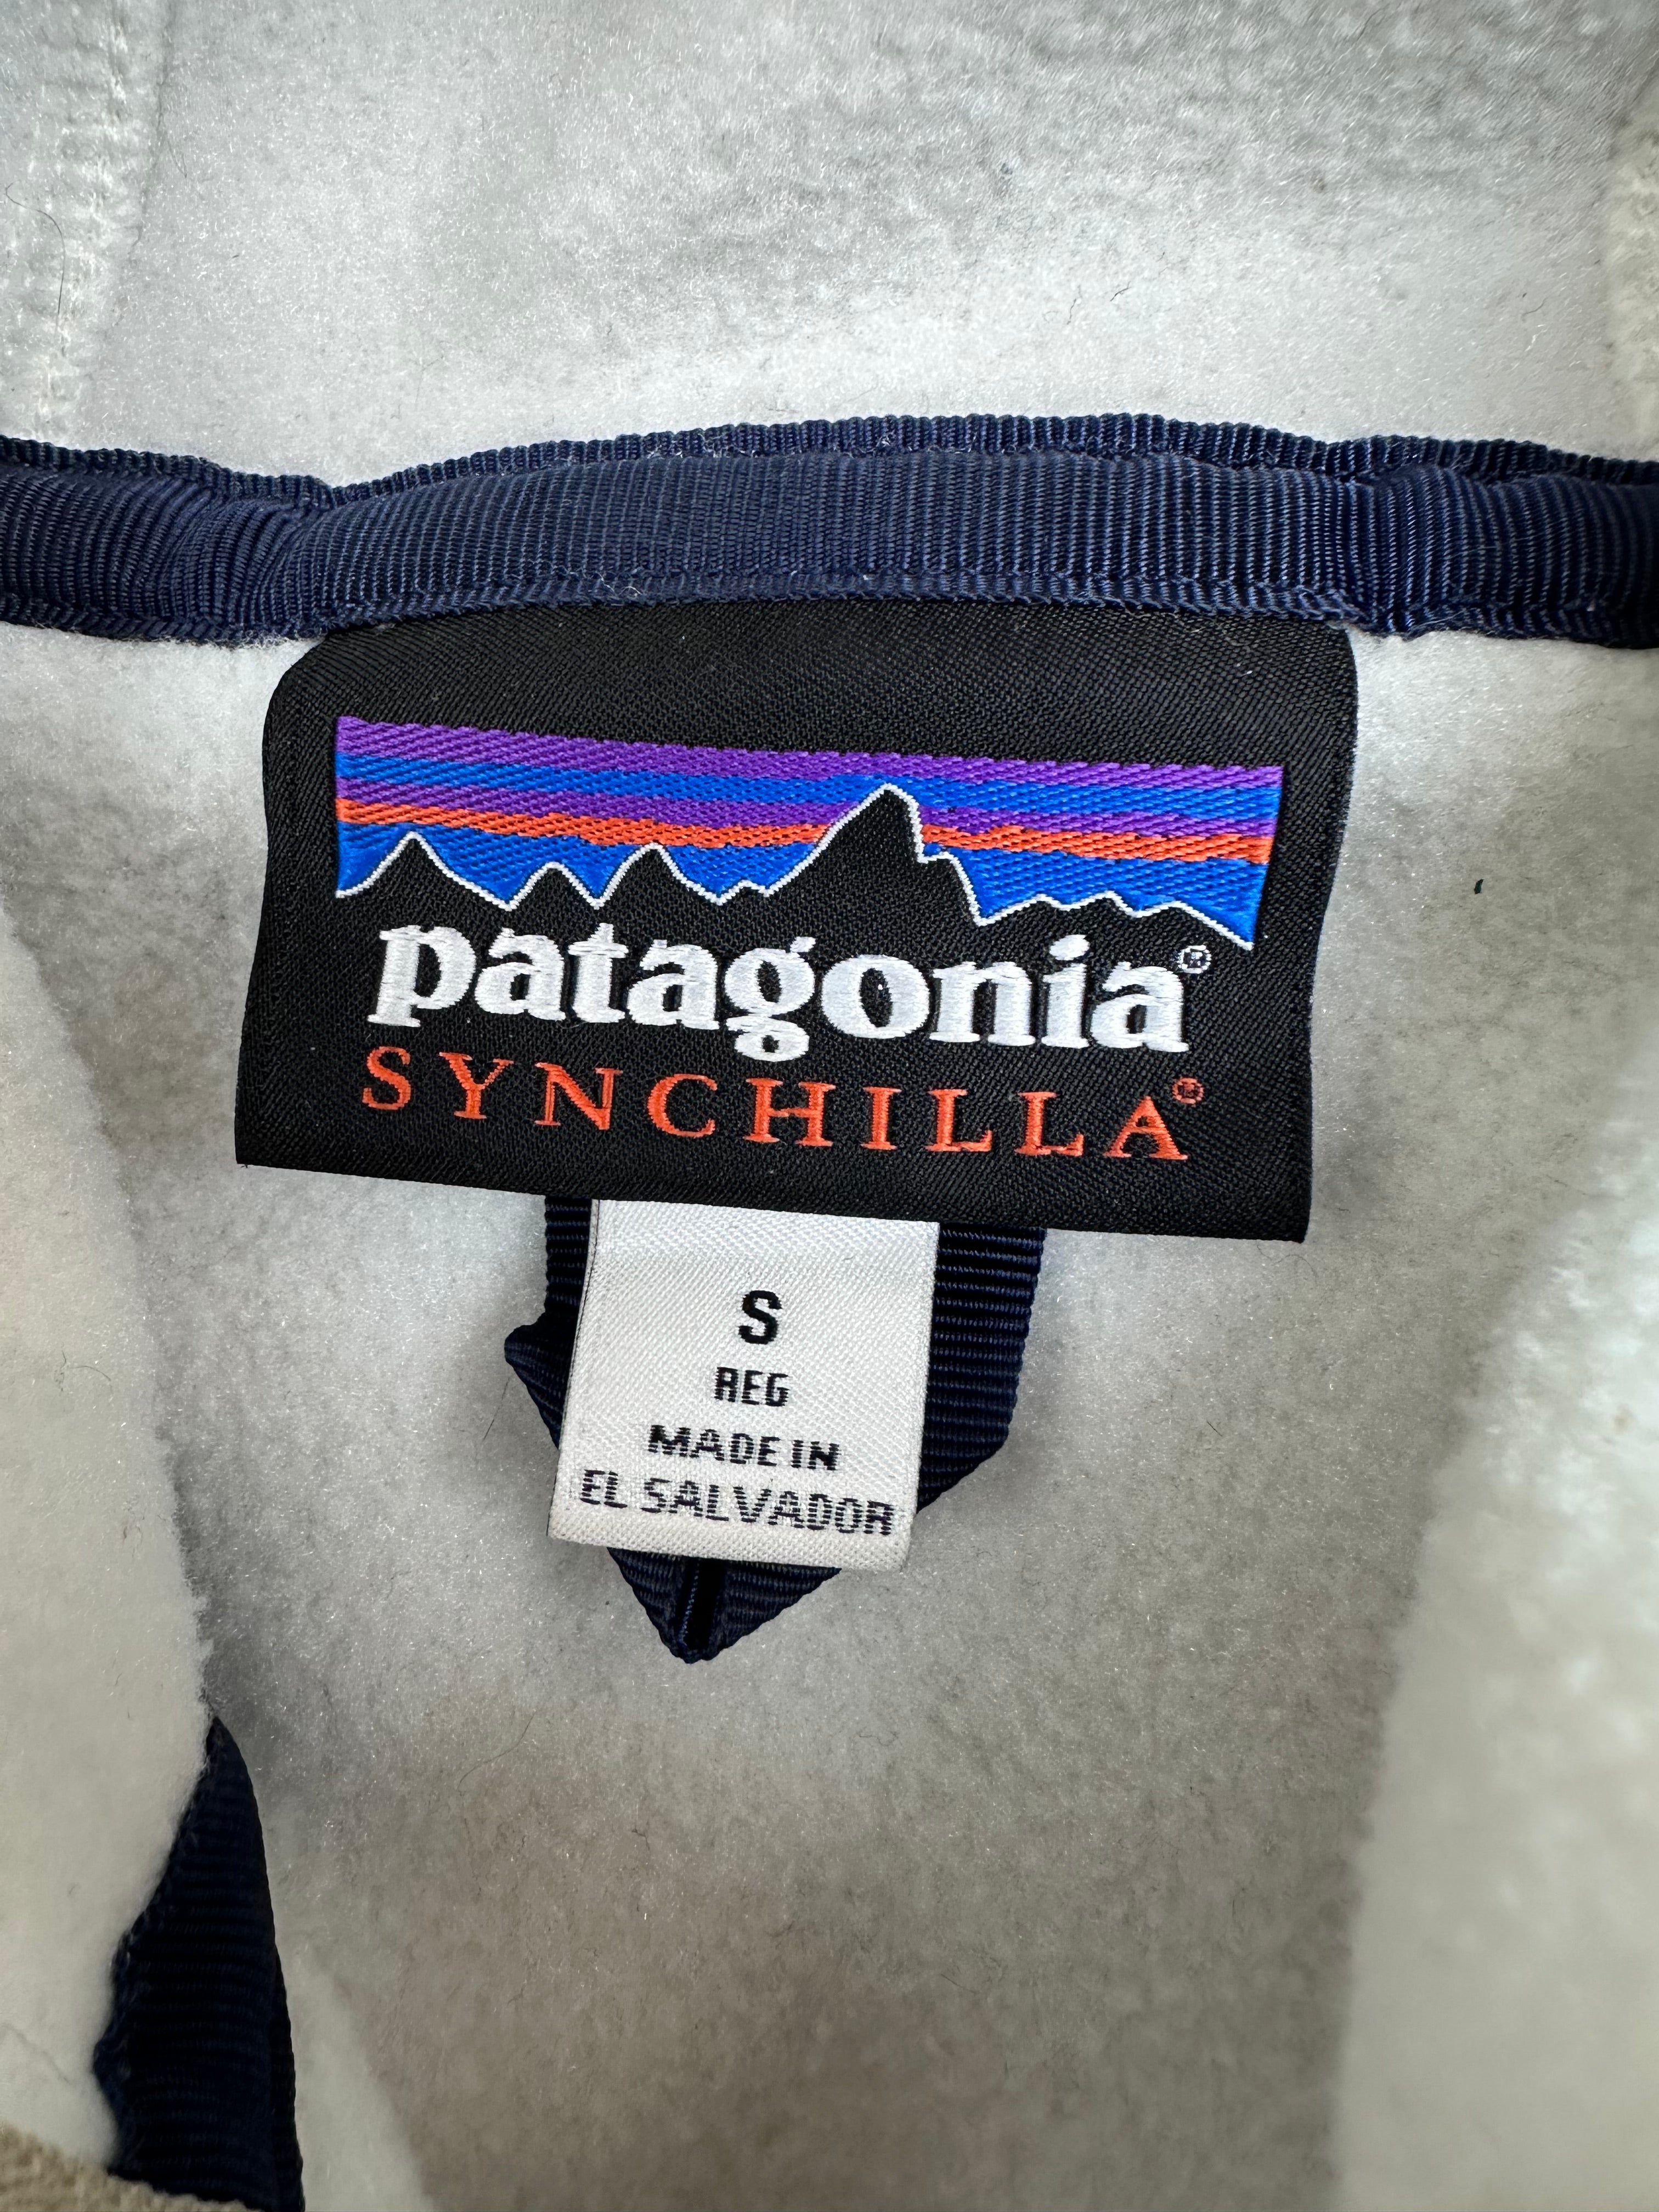 patagonia®
SYNCHILLA®
S
REG
MADE IN
EL SALVADOR